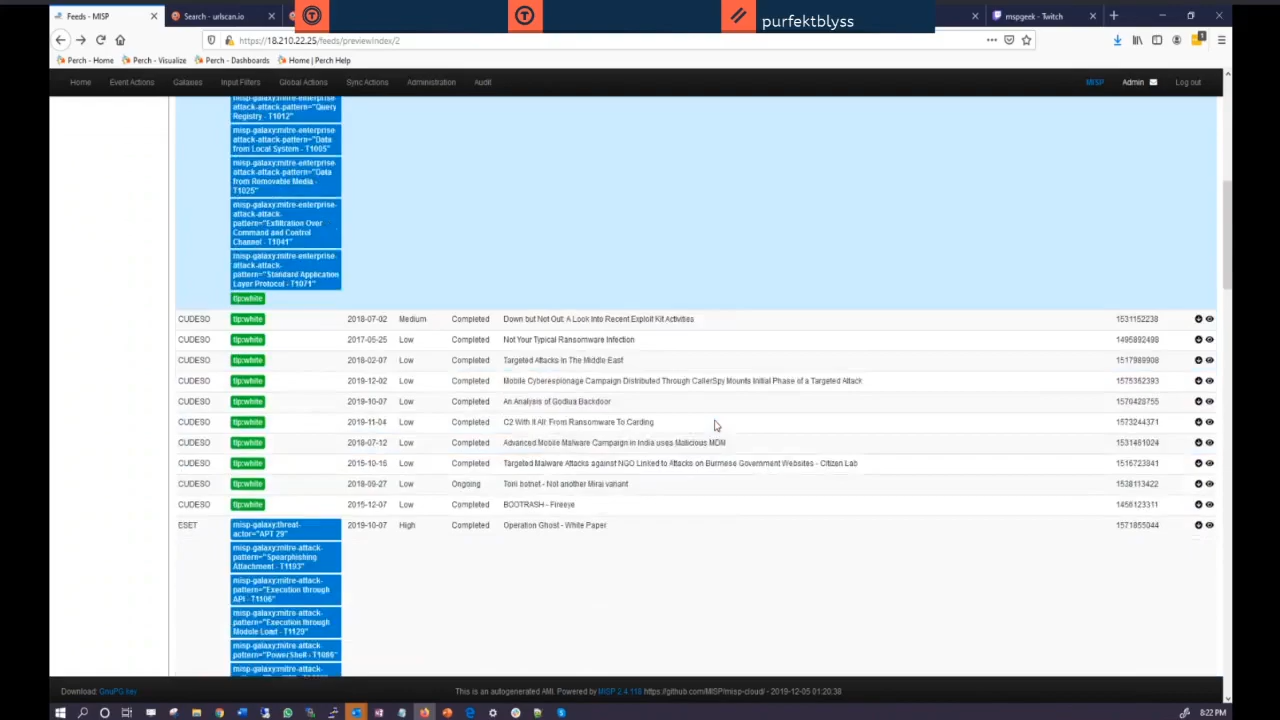 Feeds - MISP
Search - urlscan.io
purfektblyss
mspgeek - Twitch
https://18.210.22.25/feeds/previewindex/2
Perch - Home
Perch - Visualize
Perch - Dashboards
Home | Perch Help
Home
Event Actions
Galaxies
Input Filters
Global Actions
Sync Actions
Administration
Audit
MISP
Admin
Log out
misp-galaxy:mitre-enterprise-
attack-attack-pattern="Query
Registry - T1012"
misp-galaxy:mitre-enterprise-
attack-attack-pattern="Data
from Local System - T1005"
misp-galaxy:mitre-enterprise-
attack-attack-pattern="Data
from Removable Media -
T1025"
misp-galaxy:mitre-enterprise-
attack-attack-
pattern="Exfiltration Over
Command and Control
Channel - T1041"
misp-galaxy:mitre-enterprise-
attack-attack-
pattern="Standard Application
Layer Protocol - T1071"
tlp:white
CUDESO tlp:white 2018-07-02 Medium Completed Down but Not Out: A Look Into Recent Exploit Kit Activities 1531152238
CUDESO tlp:white 2017-05-25 Low Completed Not Your Typical Ransomware Infection 1495892498
CUDESO tlp:white 2018-02-07 Low Completed Targeted Attacks In The Middle East 1517989908
CUDESO tlp:white 2019-12-02 Low Completed Mobile Cyberespionage Campaign Distributed Through CallerSpy Mounts Initial Phase of a Targeted Attack 1575362393
CUDESO tlp:white 2019-10-07 Low Completed An Analysis of Godlua Backdoor 1570428755
CUDESO tlp:white 2019-11-04 Low Completed C2 With It All: From Ransomware To Carding 1573244371
CUDESO tlp:white 2018-07-12 Low Completed Advanced Mobile Malware Campaign in India uses Malicious MDM 1531461024
CUDESO tlp:white 2015-10-16 Low Completed Targeted Malware Attacks against NGO Linked to Attacks on Burmese Government Websites - Citizen Lab 1516723841
CUDESO tlp:white 2018-09-27 Low Ongoing Torii botnet - Not another Mirai variant 1538113422
CUDESO tlp:white 2015-12-07 Low Completed BOOTRASH - Fireeye 1456123311
ESET 2019-10-07 High Completed Operation Ghost - White Paper 1571855044
misp-galaxy:threat-
actor="APT 29"
misp-galaxy:mitre-attack-
pattern="Spearphishing
Attachment - T1193"
misp-galaxy:mitre-attack-
pattern="Execution through
API - T1106"
misp-galaxy:mitre-attack-
pattern="Execution through
Module Load - T1129"
misp-galaxy:mitre-attack-
pattern="PowerShell - T1086"
misp-galaxy:mitre-attack-
Download: GnuPG key
This is an autogenerated AMI. Powered by MISP 2.4.118 https://github.com/MISP/misp-cloud/ - 2019-12-05 01:20:38
8:22 PM